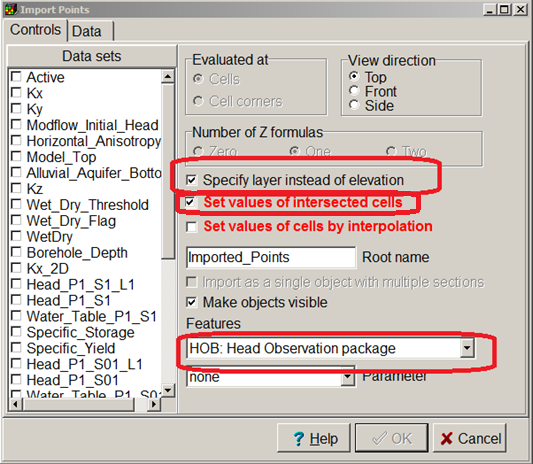 Import Points
Controls
Data
Data sets
Active
Kx
Ky
Modflow_Initial_Head
Horizontal_Anisotropy
Model_Top
Alluvial_Aquifer_Botto
Kz
Wet_Dry_Threshold
Wet_Dry_Flag
WetDry
Borehole_Depth
Kx_2D
Head_P1_S1_L1
Head_P1_S1
Water_Table_P1_S1
Specific_Storage
Specific_Yield
Head_P1_S01_L1
Head_P1_S01
Water_Table_P1_S01
Evaluated at
Cells
Cell corners
View direction
Top
Front
Side
Number of Z formulas
Zero
One
Two
Specify layer instead of elevation
Set values of intersected cells
Set values of cells by interpolation
Imported_Points
Root name
Import as a single object with multiple sections
Make objects visible
Features
HOB: Head Observation package
none
Parameter
Help
OK
Cancel